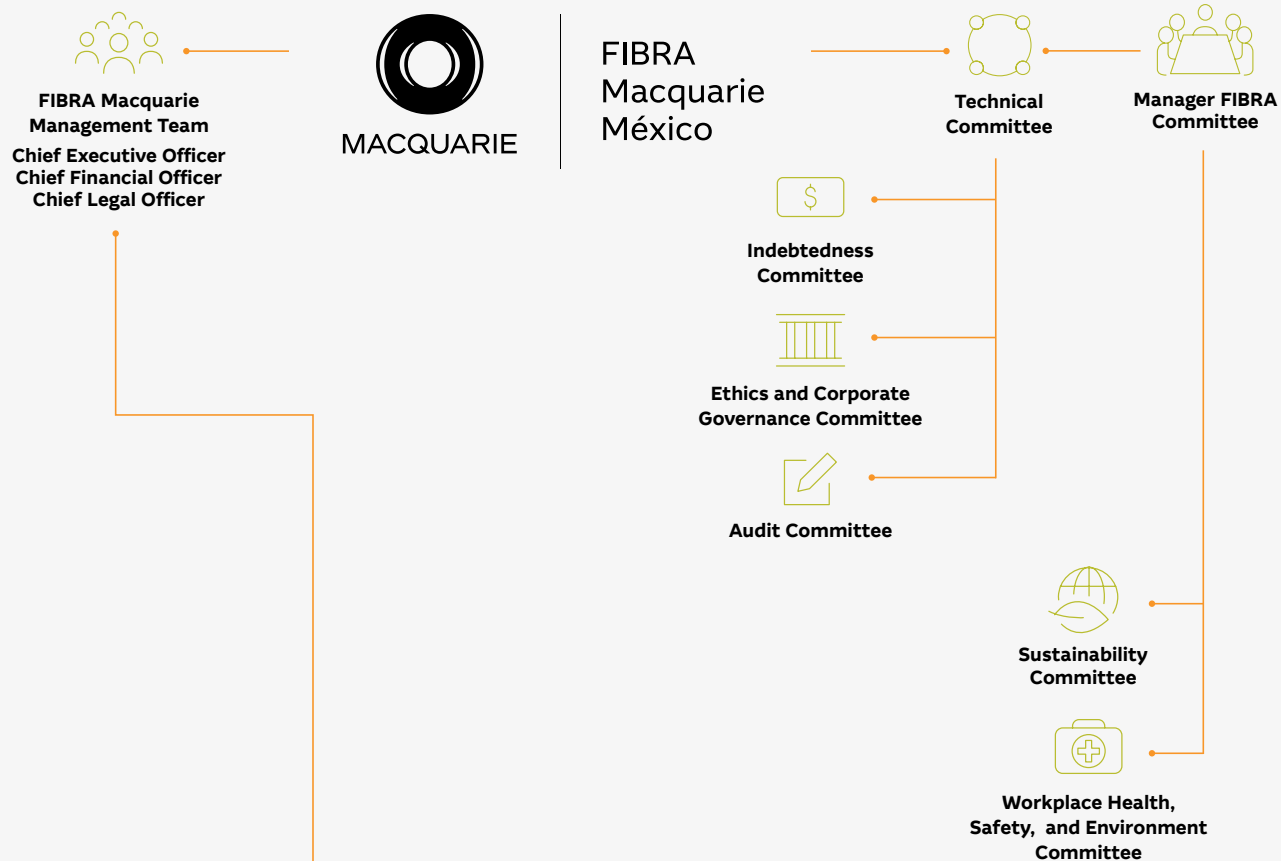 FIBRA Macquarie
Management Team
Chief Executive Officer
Chief Financial Officer
Chief Legal Officer
MACQUARIE
FIBRA
Macquarie
México
Technical
Committee
Manager FIBRA
Committee
$
Indebtedness
Committee
Ethics and Corporate
Governance Committee
Audit Committee
Sustainability
Committee
Workplace Health,
Safety, and Environment
Committee